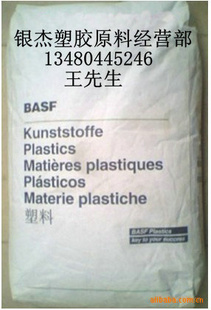 银杰塑胶原料经营部
13480445246
王先生
BASF
Kunststoffe
Plastics
Matières plastiques
Plásticos
Materie plastiche
塑料
BASF Plastics
key to your success